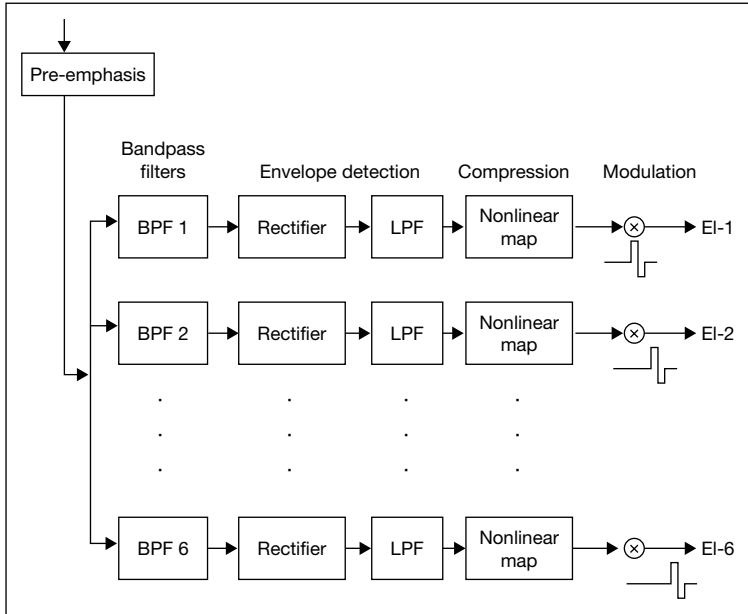 Pre-emphasis
Bandpass
filters
Envelope detection
Compression
Modulation
BPF 1
Rectifier
LPF
Nonlinear
map
×
El-1
BPF 2
Rectifier
LPF
Nonlinear
map
×
El-2
BPF 6
Rectifier
LPF
Nonlinear
map
×
El-6